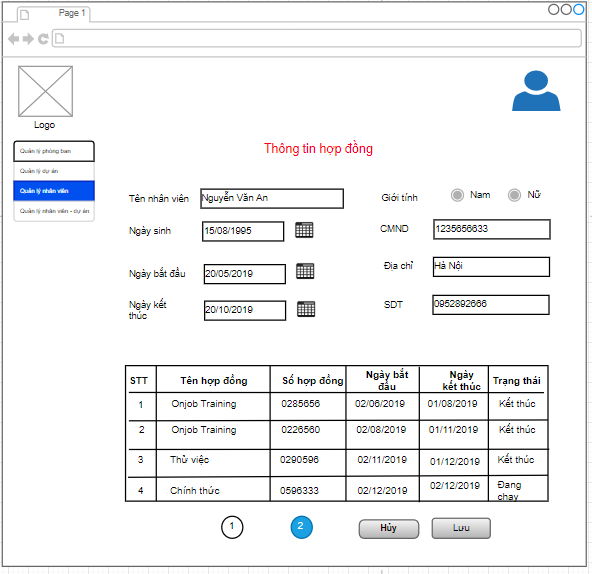 Page 1
Logo
Quản lý phòng ban
Quản lý dự án
Quản lý nhân viên
Quản lý nhân viên - dự án
Thông tin hợp đồng
Tên nhân viên Nguyễn Văn An Giới tính Nam Nữ
Ngày sinh 15/08/1995 CMND 1235656633
Ngày bắt đầu 20/05/2019 Địa chỉ Hà Nội
Ngày kết
thúc 20/10/2019 SDT 0952892666
STT Tên hợp đồng Số hợp đồng Ngày bắt
đầu Ngày
kết thúc Trạng thái
1 Onjob Training 0285656 02/06/2019 01/08/2019 Kết thúc
2 Onjob Training 0226560 02/08/2019 01/11/2019 Kết thúc
3 Thử việc 0290596 02/11/2019 01/12/2019 Kết thúc
4 Chính thức 0596333 02/12/2019 02/12/2019 Đang
chạy
1 2 Hủy Lưu